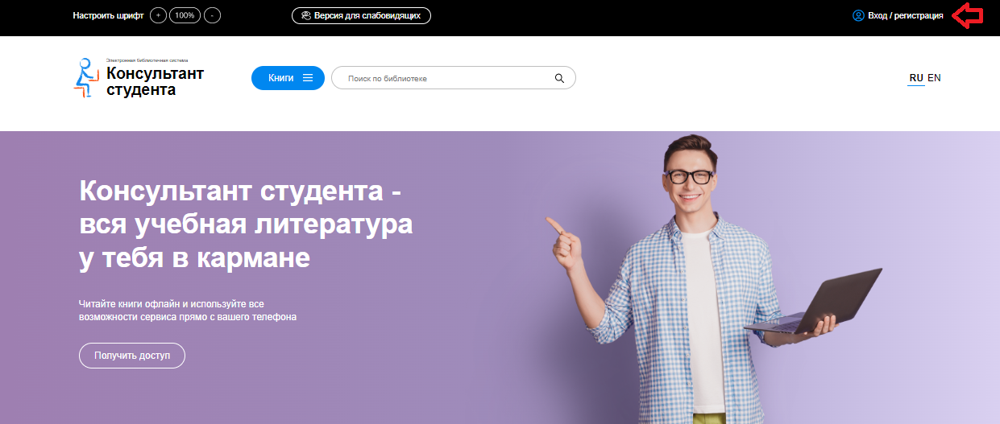 Настроить шрифт + 100% - Версия для слабовидящих Вход / регистрация
Электронная библиотечная система
Консультант
студента
Книги
Поиск по библиотеке
RU EN
Консультант студента -
вся учебная литература
у тебя в кармане
Читайте книги офлайн и используйте все
возможности сервиса прямо с вашего телефона
Получить доступ